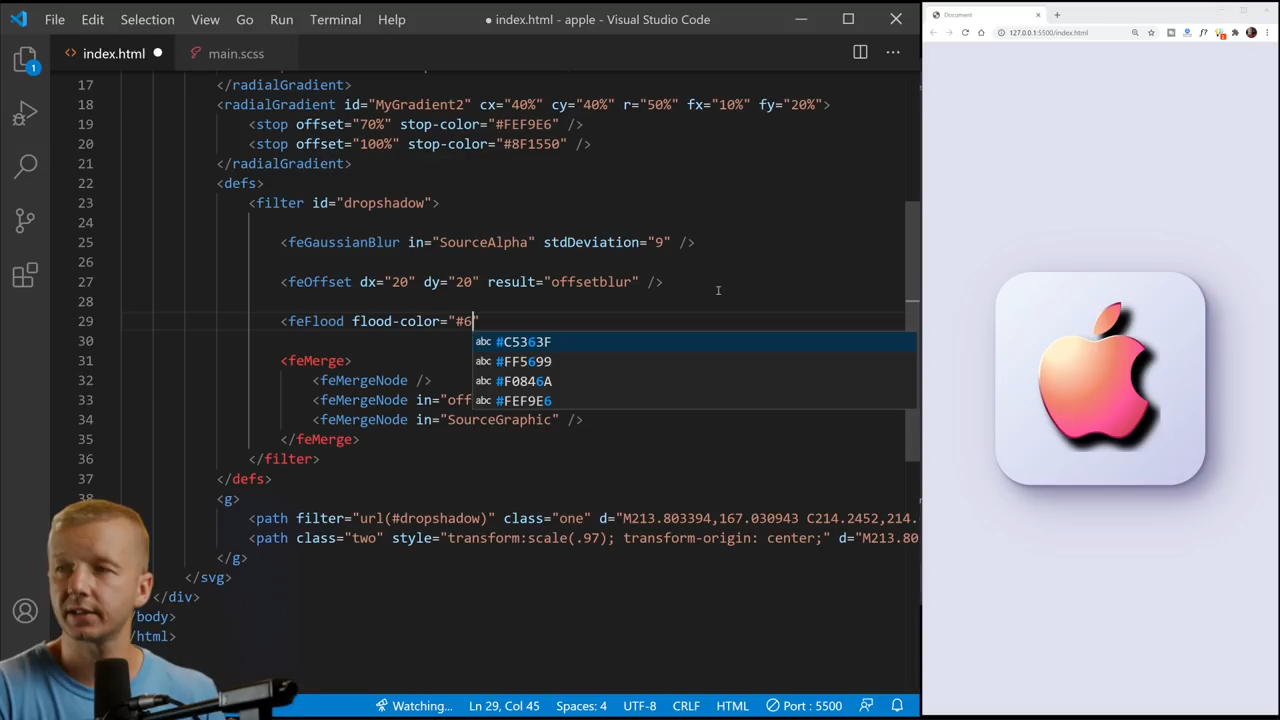 File Edit Selection View Go Run Terminal Help
● index.html - apple - Visual Studio Code
index.html ●
main.scss
1
17 </radialGradient>
18 <radialGradient id="MyGradient2" cx="40%" cy="40%" r="50%" fx="10%" fy="20%">
19 <stop offset="70%" stop-color="#FEF9E6" />
20 <stop offset="100%" stop-color="#8F1550" />
21 </radialGradient>
22 <defs>
23 <filter id="dropshadow">
24
25 <feGaussianBlur in="SourceAlpha" stdDeviation="9" />
26
27 <feOffset dx="20" dy="20" result="offsetblur" />
28
29 <feFlood flood-color="#6"
abc #C5363F
abc #FF5699
abc #F0846A
abc #FEF9E6
30
31 <feMerge>
32 <feMergeNode />
33 <feMergeNode in="off
34 <feMergeNode in="SourceGraphic" />
35 </feMerge>
36 </filter>
37 </defs>
38 <g>
<path filter="url(#dropshadow)" class="one" d="M213.803394,167.030943 C214.2452,214.
<path class="two" style="transform:scale(.97); transform-origin: center;" d="M213.80
</g>
</svg>
</div>
/body>
/html>
Watching... Ln 29, Col 45 Spaces: 4 UTF-8 CRLF HTML Port : 5500
Document
127.0.0.1:5500/index.html